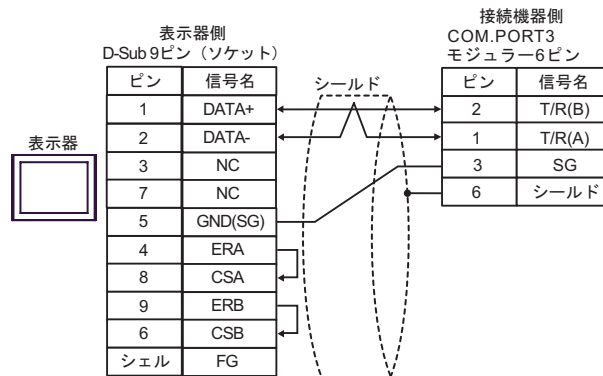 表示器側
D-Sub 9ピン（ソケット）
接続機器側
COM.PORT3
モジュラー6ピン
シールド
表示器
ピン 信号名
1 DATA+
2 DATA-
3 NC
7 NC
5 GND(SG)
4 ERA
8 CSA
9 ERB
6 CSB
シェル FG
ピン 信号名
2 T/R(B)
1 T/R(A)
3 SG
6 シールド